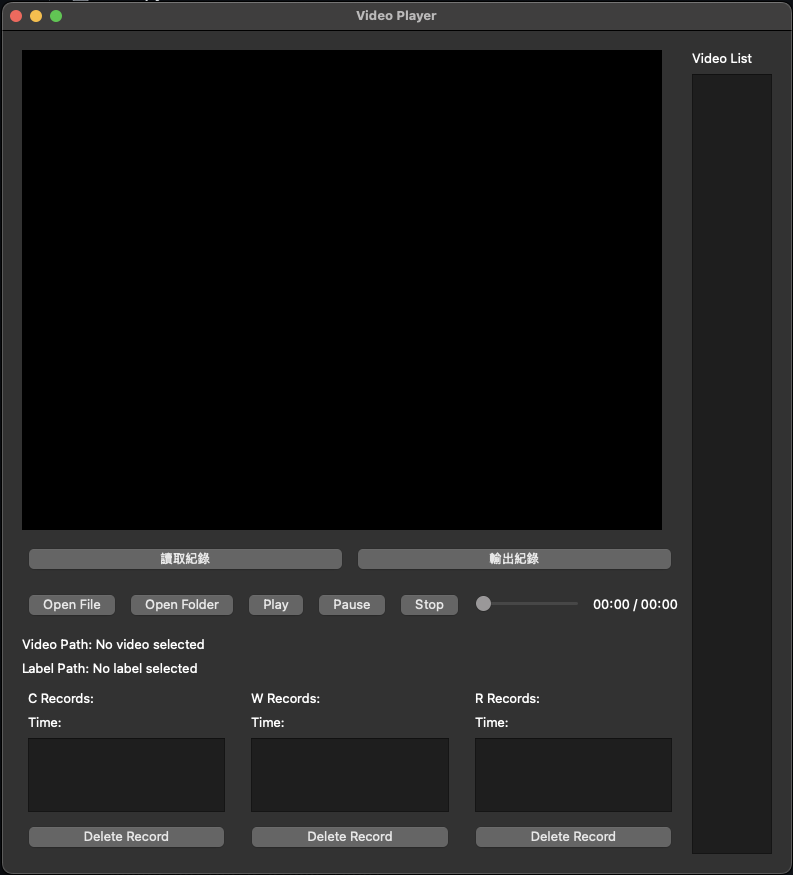 Video Player
Video List
讀取紀錄 輸出紀錄
Open File Open Folder Play Pause Stop 00:00 / 00:00
Video Path: No video selected
Label Path: No label selected
C Records: W Records: R Records:
Time: Time: Time:
Delete Record Delete Record Delete Record